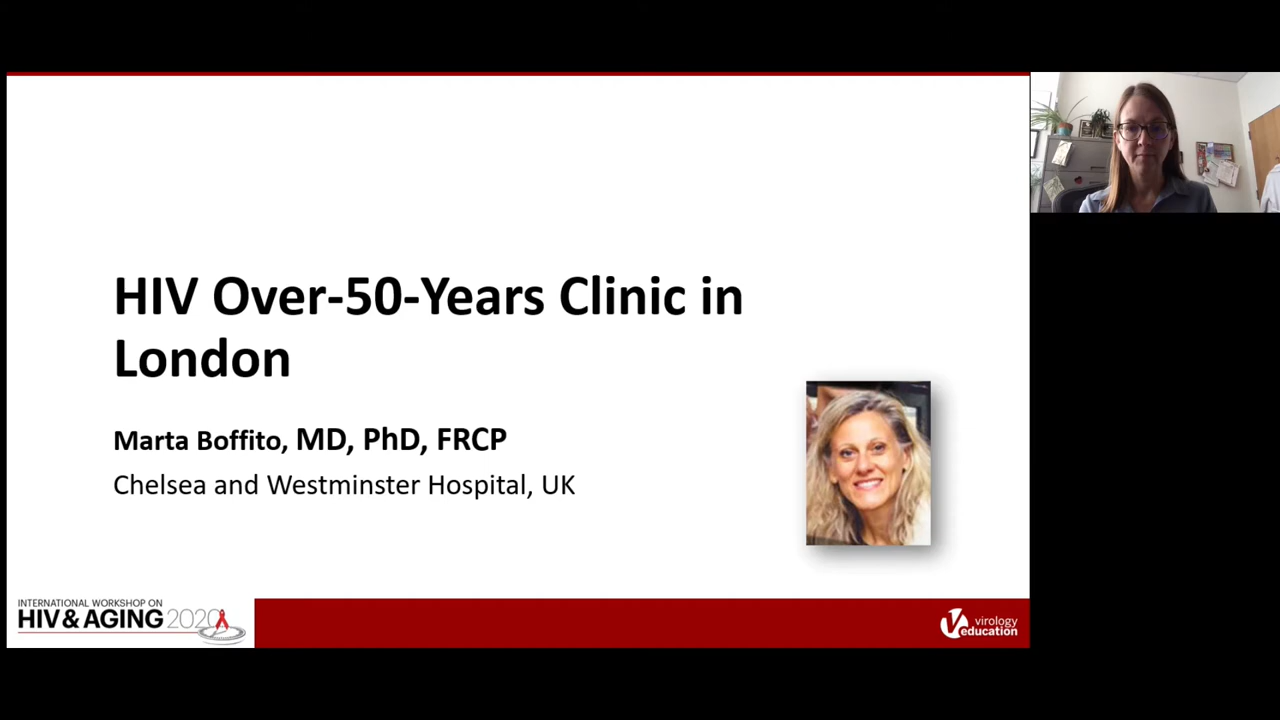 HIV Over-50-Years Clinic in
London
Marta Boffito, MD, PhD, FRCP
Chelsea and Westminster Hospital, UK
INTERNATIONAL WORKSHOP ON
HIV & AGING 2020
virology
education